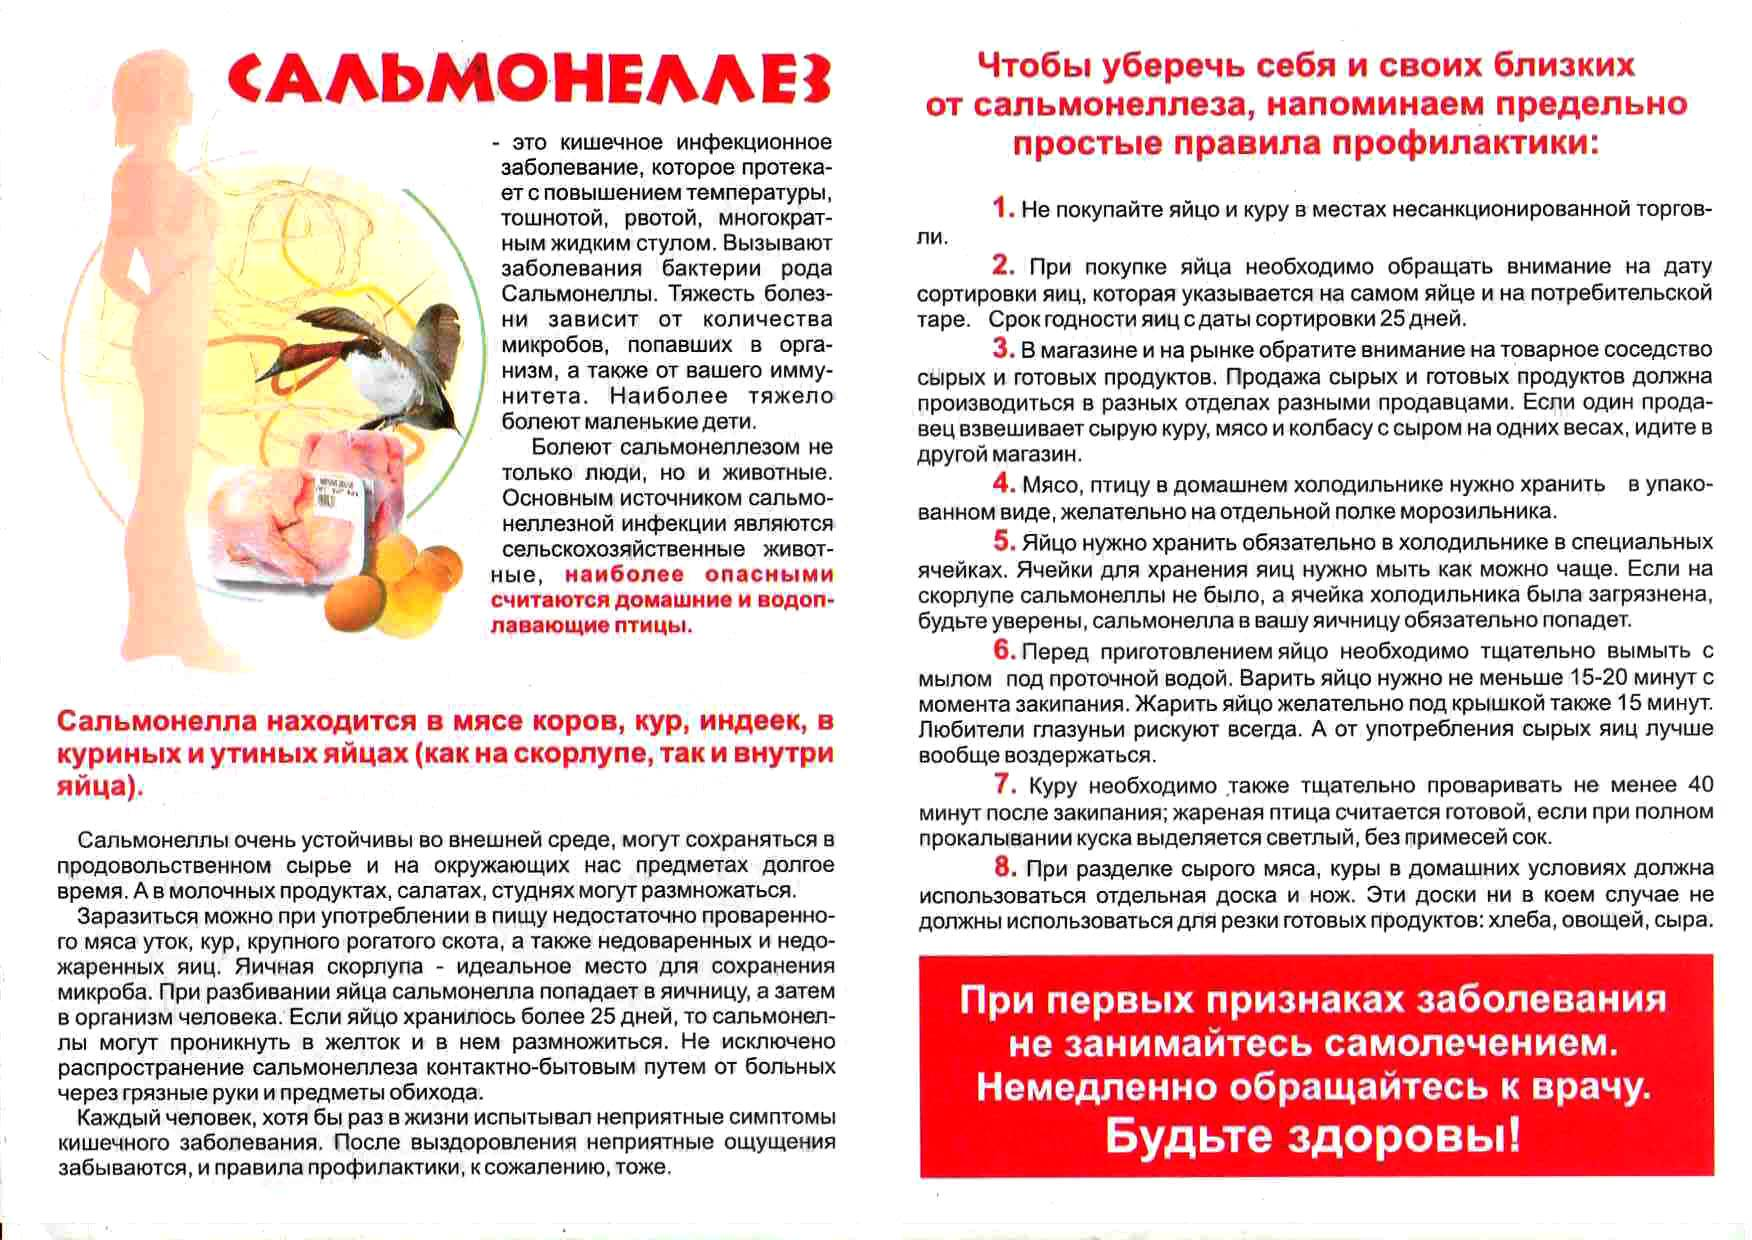 САЛЬМОНЕЛЛЕЗ
- это кишечное инфекционное
заболевание, которое протека-
ет с повышением температуры,
тошнотой, рвотой, многократ-
ным жидким стулом. Вызывают
заболевания бактерии рода
Сальмонеллы. Тяжесть болез-
ни зависит от количества
микробов, попавших в орга-
низм, а также от вашего имму-
нитета. Наиболее тяжело
болеют маленькие дети.
Болеют сальмонеллезом не
только люди, но и животные.
Основным источником сальмо-
неллезной инфекции являются
сельскохозяйственные живот-
ные, наиболее опасными
считаются домашние и водоп-
лавающие птицы.
Сальмонелла находится в мясе коров, кур, индеек, в
куриных и утиных яйцах (как на скорлупе, так и внутри
яйца).
Сальмонеллы очень устойчивы во внешней среде, могут сохраняться в
продовольственном сырье и на окружающих нас предметах долгое
время. А в молочных продуктах, салатах, студнях могут размножаться.
Заразиться можно при употреблении в пищу недостаточно проваренно-
го мяса уток, кур, крупного рогатого скота, а также недоваренных и недо-
жаренных яиц. Яичная скорлупа - идеальное место для сохранения
микроба. При разбивании яйца сальмонелла попадает в яичницу, а затем
в организм человека. Если яйцо хранилось более 25 дней, то сальмонел-
лы могут проникнуть в желток и в нем размножиться. Не исключено
распространение сальмонеллеза контактно-бытовым путем от больных
через грязные руки и предметы обихода.
Каждый человек, хотя бы раз в жизни испытывал неприятные симптомы
кишечного заболевания. После выздоровления неприятные ощущения
забываются, и правила профилактики, к сожалению, тоже.
Чтобы уберечь себя и своих близких
от сальмонеллеза, напоминаем предельно
простые правила профилактики:
1. Не покупайте яйцо и куру в местах несанкционированной торгов-
ли.
2. При покупке яйца необходимо обращать внимание на дату
сортировки яиц, которая указывается на самом яйце и на потребительской
таре. Срок годности яиц с даты сортировки 25 дней.
3. В магазине и на рынке обратите внимание на товарное соседство
сырых и готовых продуктов. Продажа сырых и готовых продуктов должна
производиться в разных отделах разными продавцами. Если один прода-
вец взвешивает сырую куру, мясо и колбасу с сыром на одних весах, идите в
другой магазин.
4. Мясо, птицу в домашнем холодильнике нужно хранить в упако-
ванном виде, желательно на отдельной полке морозильника.
5. Яйцо нужно хранить обязательно в холодильнике в специальных
ячейках. Ячейки для хранения яиц нужно мыть как можно чаще. Если на
скорлупе сальмонеллы не было, а ячейка холодильника была загрязнена,
будьте уверены, сальмонелла в вашу яичницу обязательно попадет.
6. Перед приготовлением яйцо необходимо тщательно вымыть с
мылом под проточной водой. Варить яйцо нужно не меньше 15-20 минут с
момента закипания. Жарить яйцо желательно под крышкой также 15 минут.
Любители глазуньи рискуют всегда. А от употребления сырых яиц лучше
вообще воздержаться.
7. Куру необходимо также тщательно проваривать не менее 40
минут после закипания; жареная птица считается готовой, если при полном
прокалывании куска выделяется светлый, без примесей сок.
8. При разделке сырого мяса, куры в домашних условиях должна
использоваться отдельная доска и нож. Эти доски ни в коем случае не
должны использоваться для резки готовых продуктов: хлеба, овощей, сыра.
При первых признаках заболевания
не занимайтесь самолечением.
Немедленно обращайтесь к врачу.
Будьте здоровы!